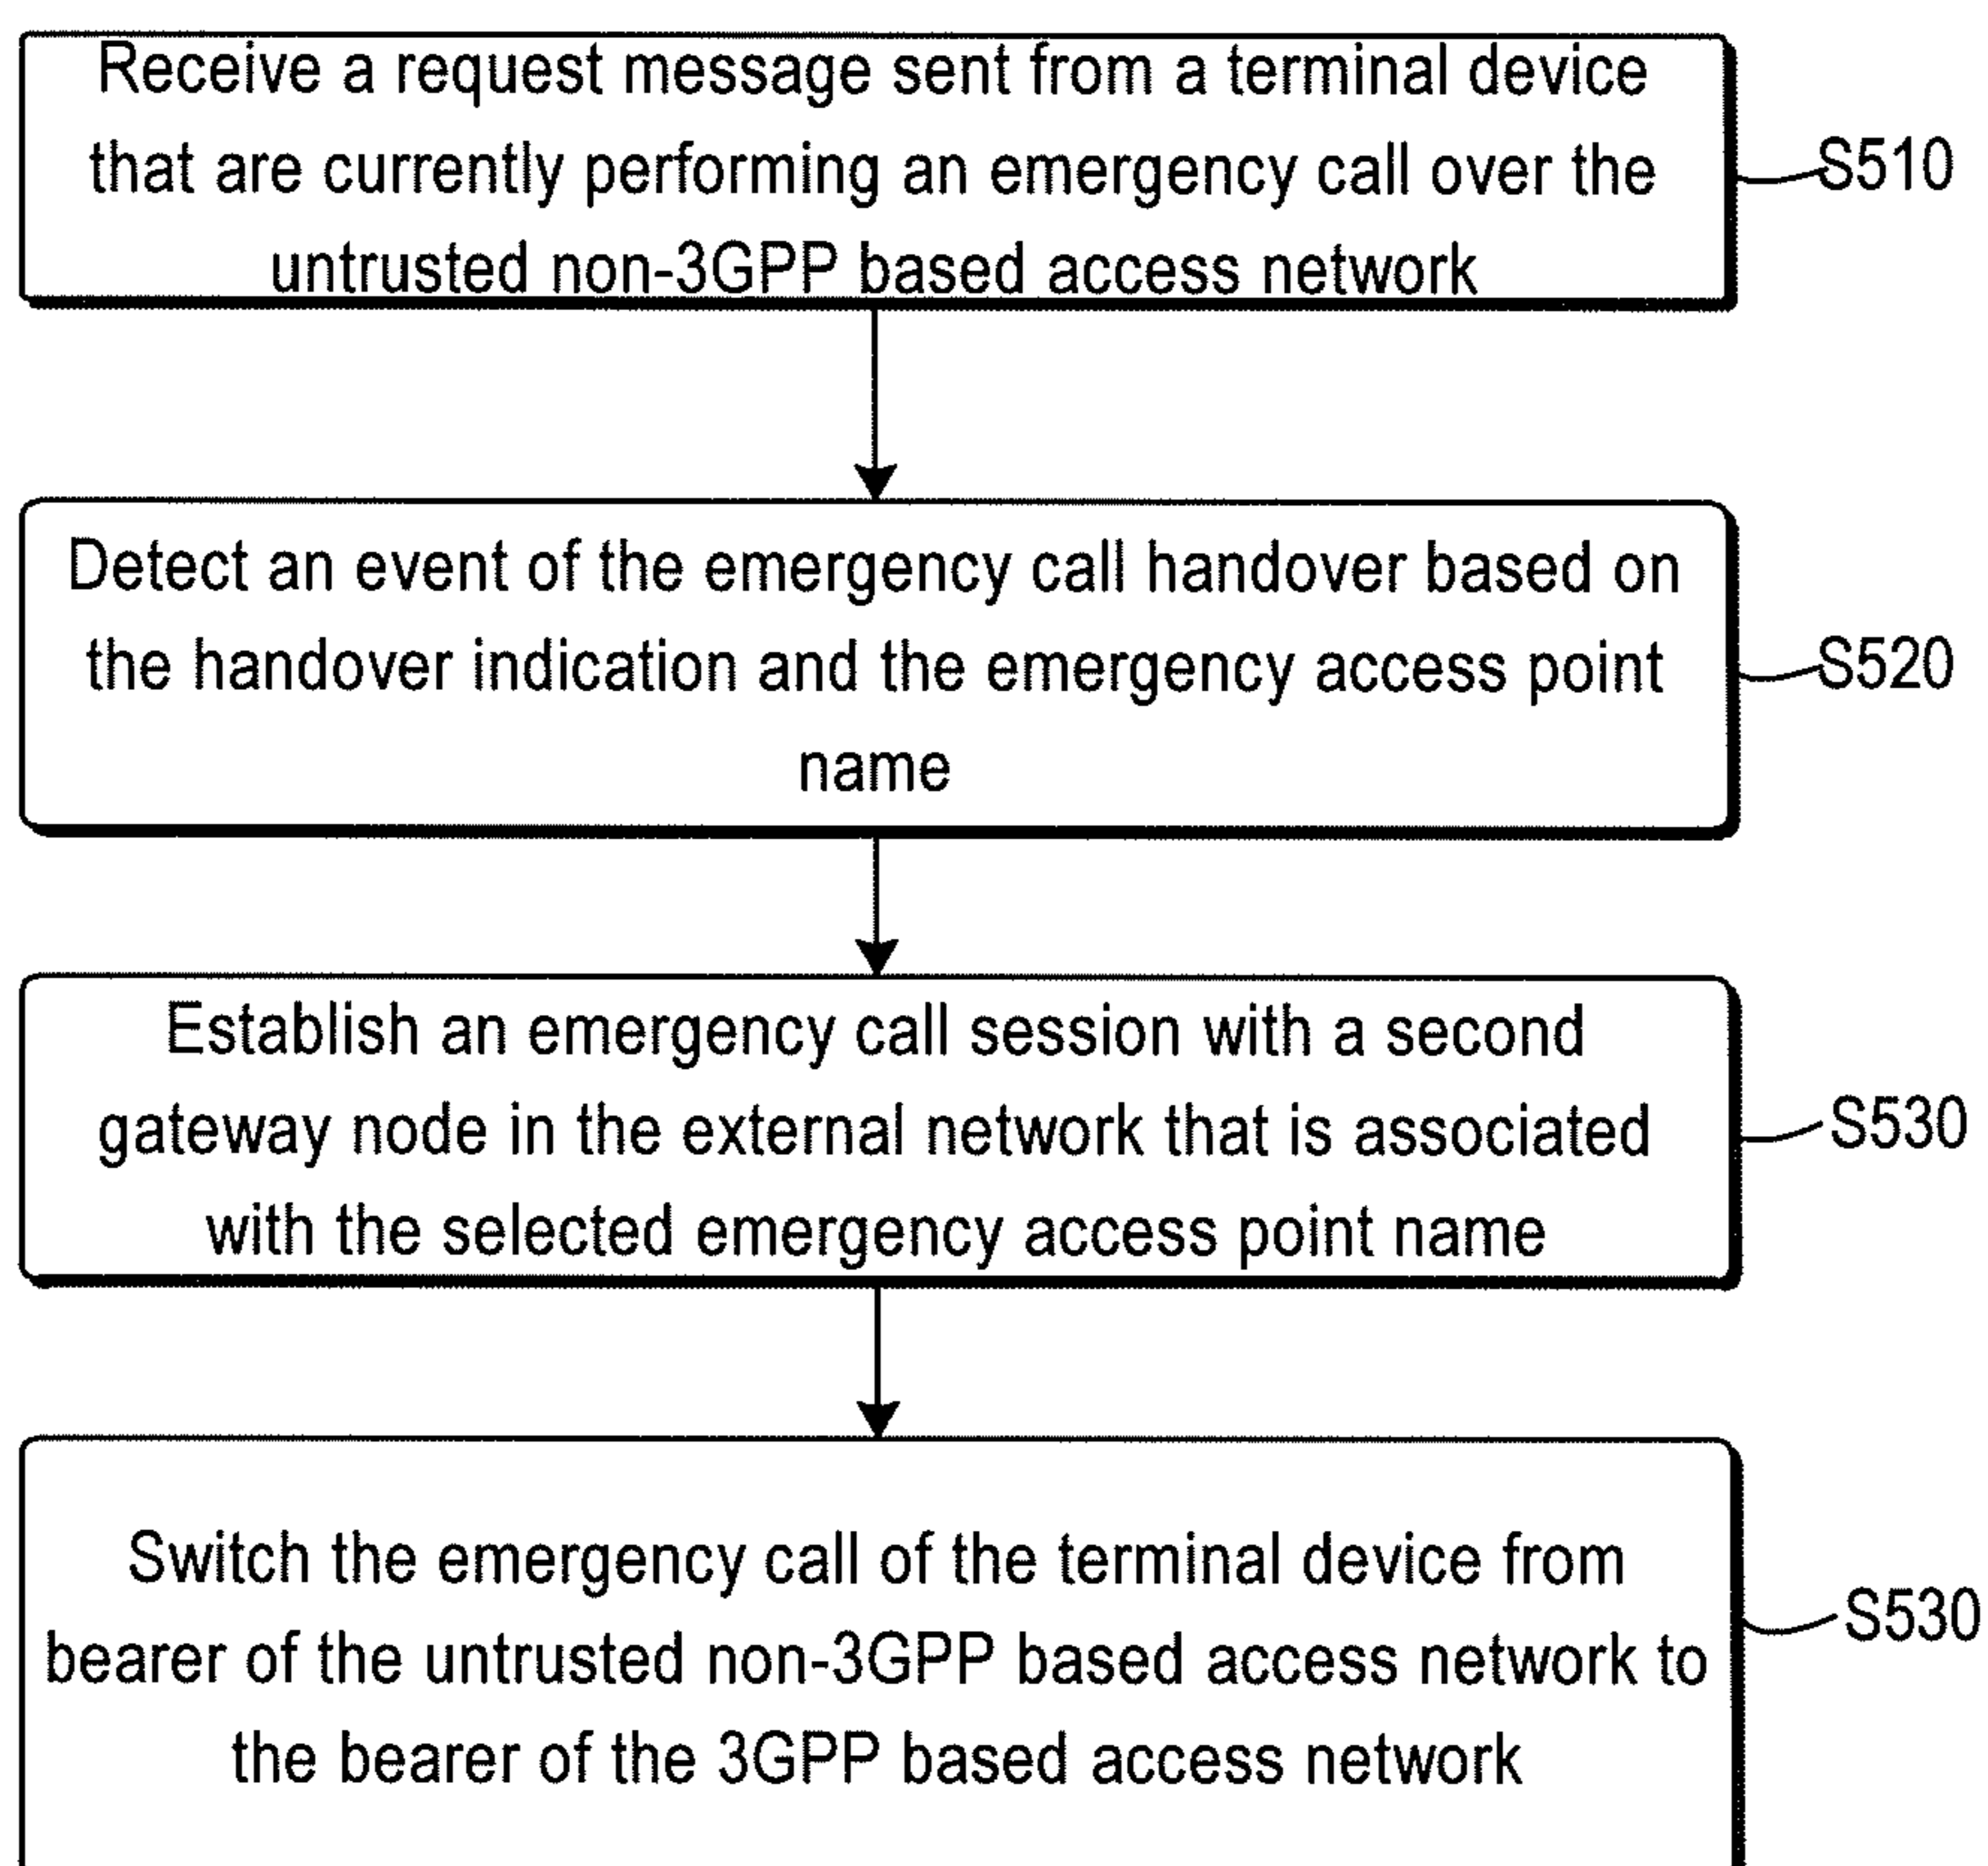 Receive a request message sent from a terminal device
that are currently performing an emergency call over the
untrusted non-3GPP based access network
S510
Detect an event of the emergency call handover based on
the handover indication and the emergency access point
name
S520
Establish an emergency call session with a second
gateway node in the external network that is associated
with the selected emergency access point name
S530
Switch the emergency call of the terminal device from
bearer of the untrusted non-3GPP based access network to
the bearer of the 3GPP based access network
S530